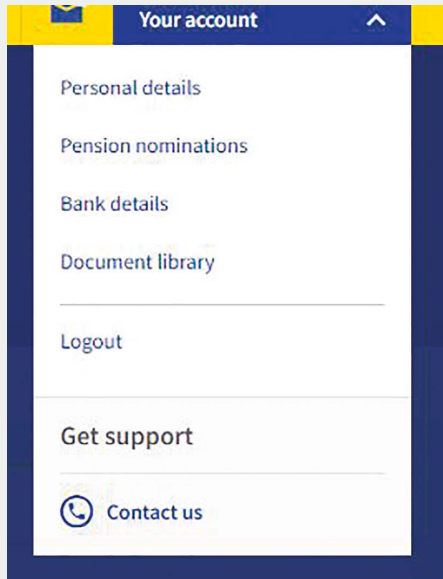 Your account
Personal details
Pension nominations
Bank details
Document library
Logout
Get support
Contact us